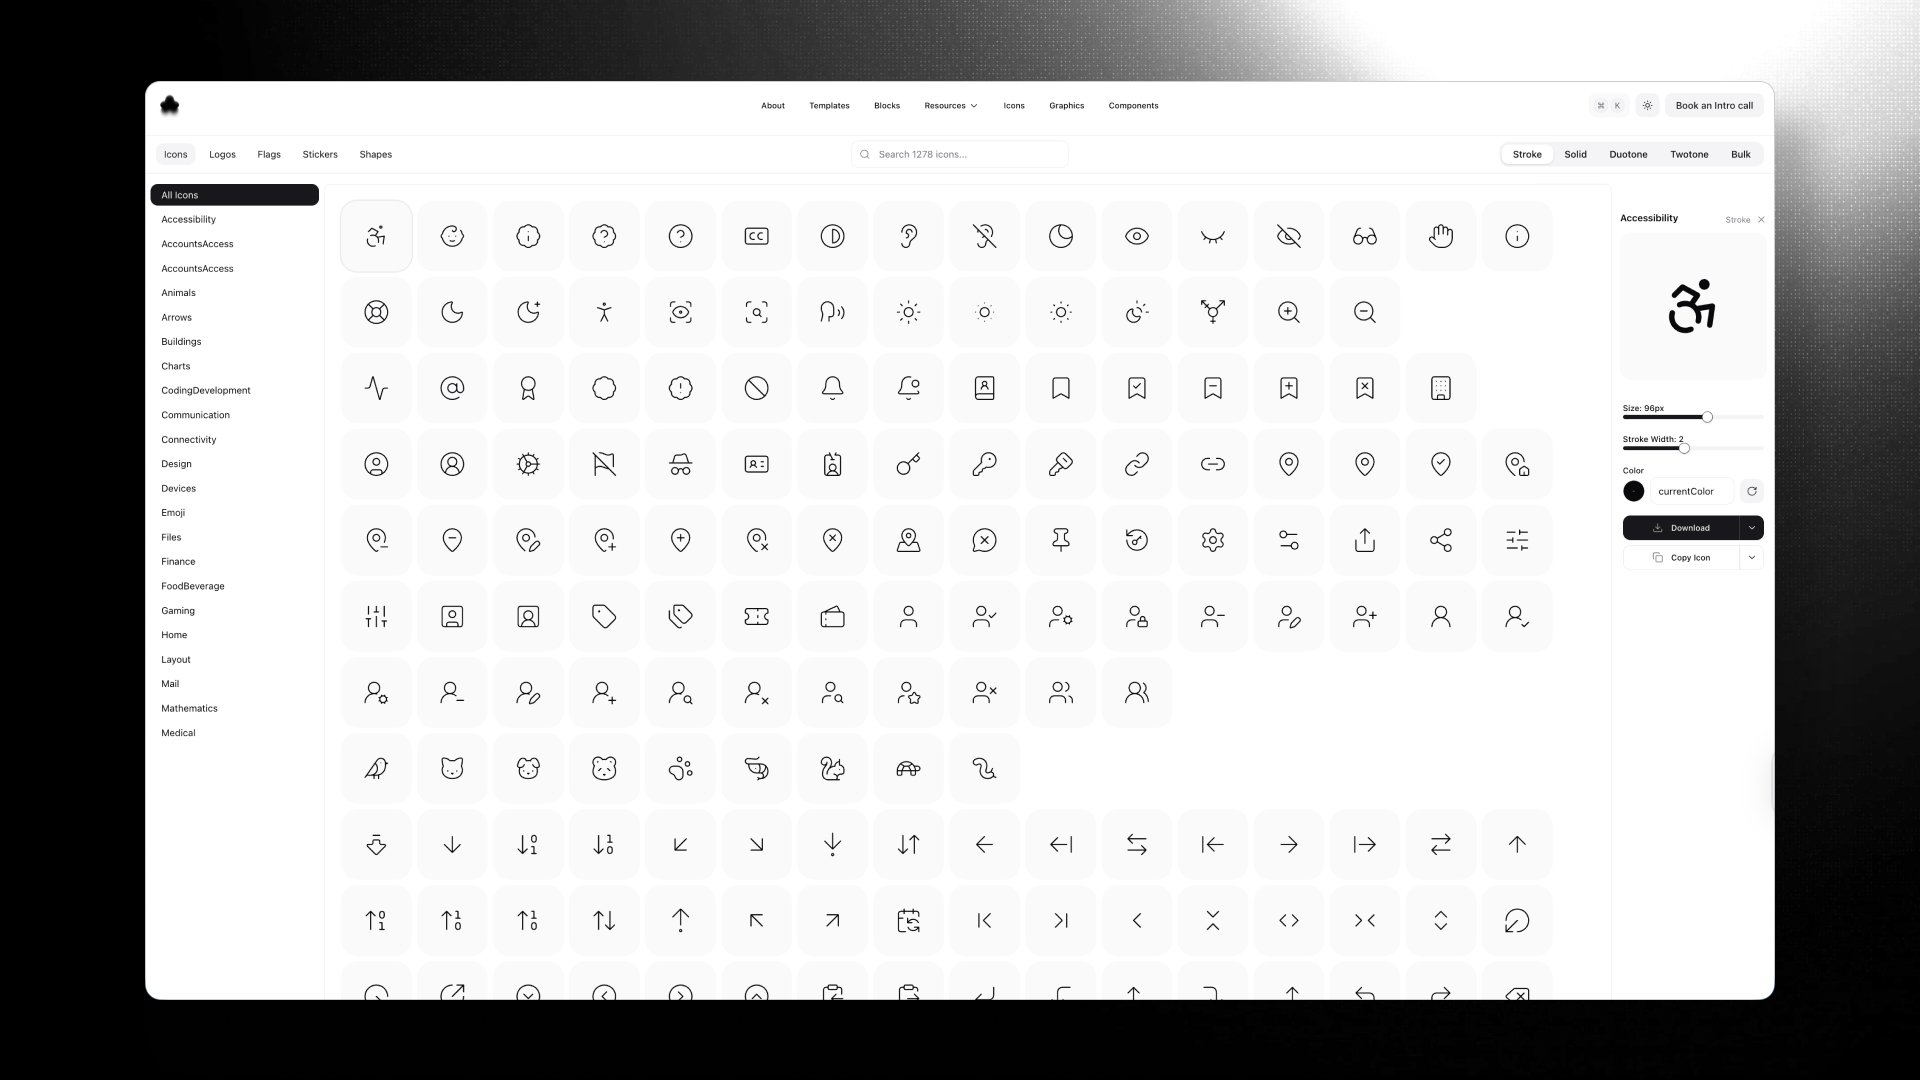 About Templates Blocks Resources Icons Graphics Components
⌘ K
Book an Intro call
Icons Logos Flags Stickers Shapes
Search 1278 icons...
Stroke Solid Duotone Twotone Bulk
All Icons
Accessibility
AccountsAccess
AccountsAccess
Animals
Arrows
Buildings
Charts
CodingDevelopment
Communication
Connectivity
Design
Devices
Emoji
Files
Finance
FoodBeverage
Gaming
Home
Layout
Mail
Mathematics
Medical
CC
Accessibility
Stroke
Size: 96px
Stroke Width: 2
Color
currentColor
Download
Copy Icon